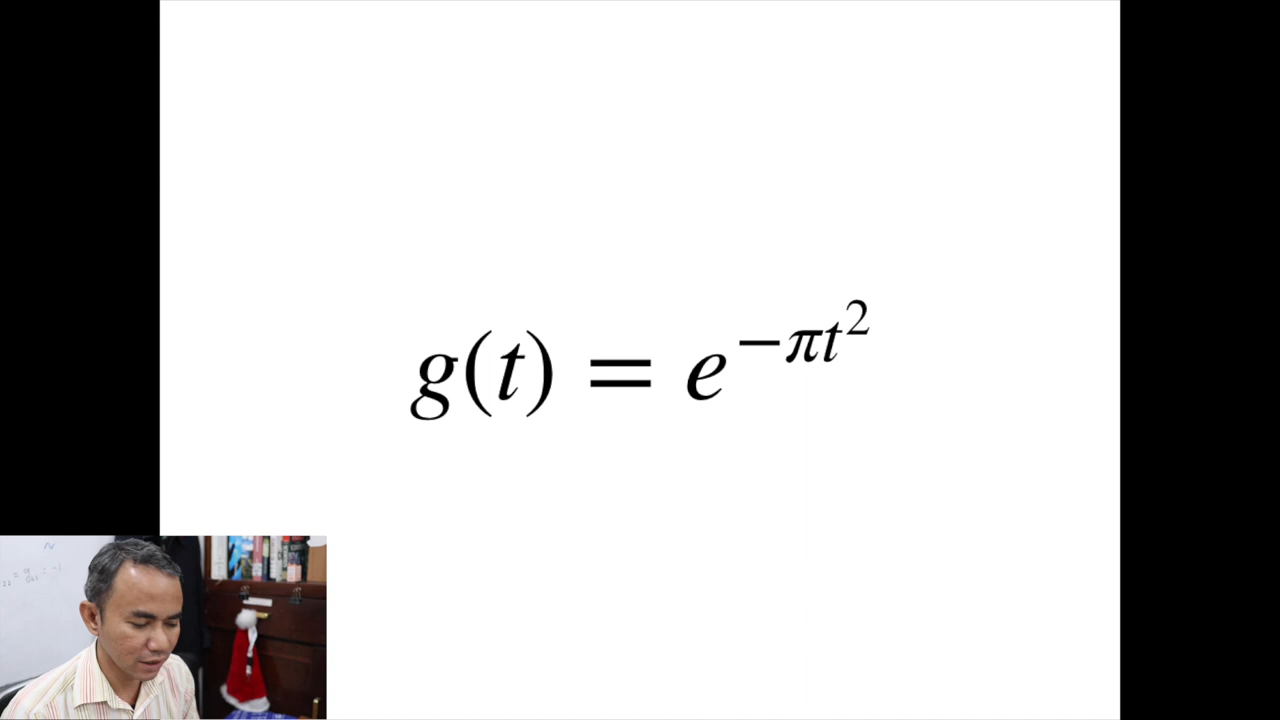 g(t) = e^{-πt^2}